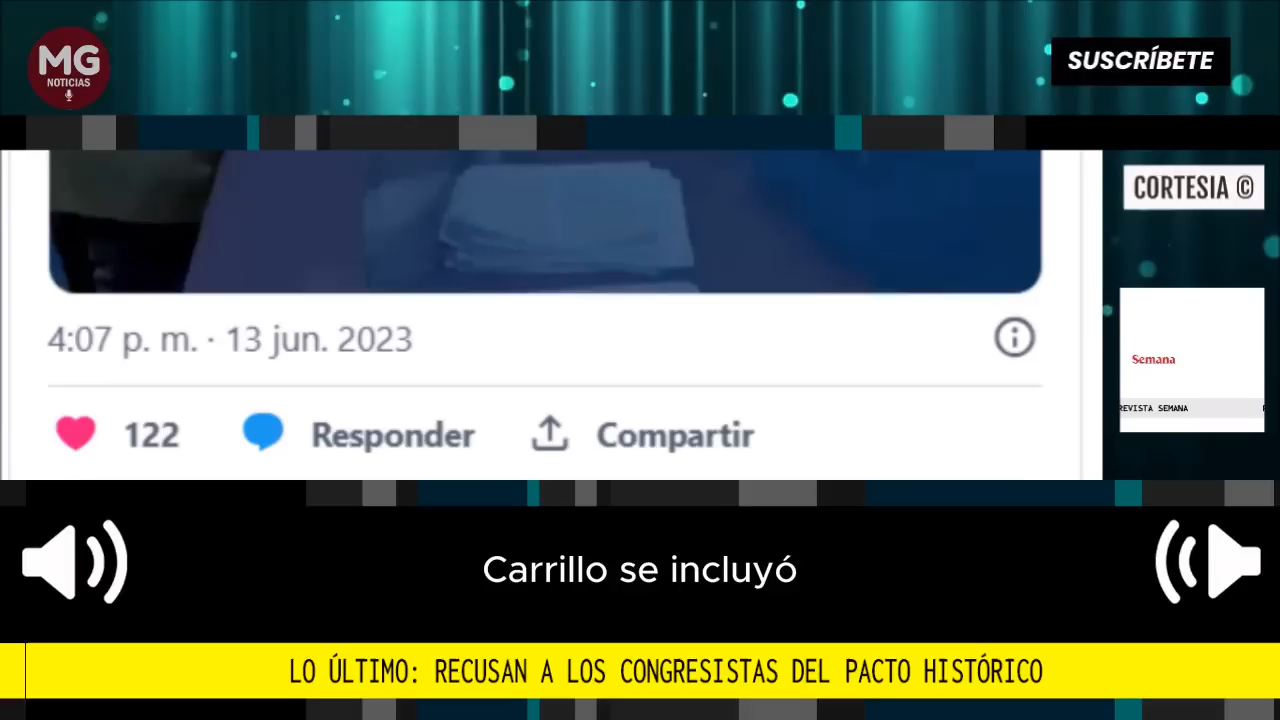 MG
NOTICIAS
SUSCRÍBETE
CORTESIA ©
4:07 p. m. · 13 jun. 2023
Semana
REVISTA SEMANA
122 Responder Compartir
Carrillo se incluyó
LO ÚLTIMO: RECUSAN A LOS CONGRESISTAS DEL PACTO HISTÓRICO